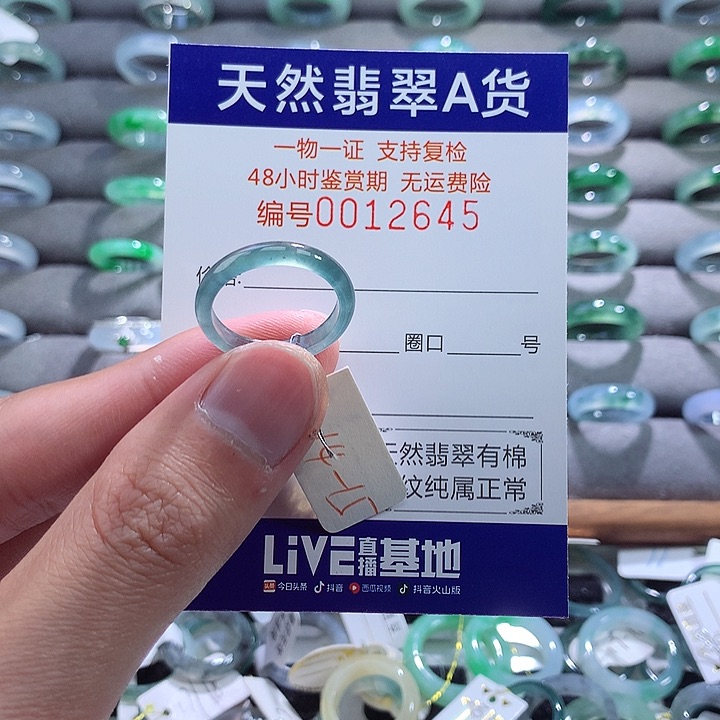 天然翡翠A货
一物一证 支持复检
48小时鉴赏期 无运费险
编号0012645
圈口 号
然翡翠有棉
纹纯属正常
LiVE直播基地
今日头条 抖音 西瓜视频 抖音火山版